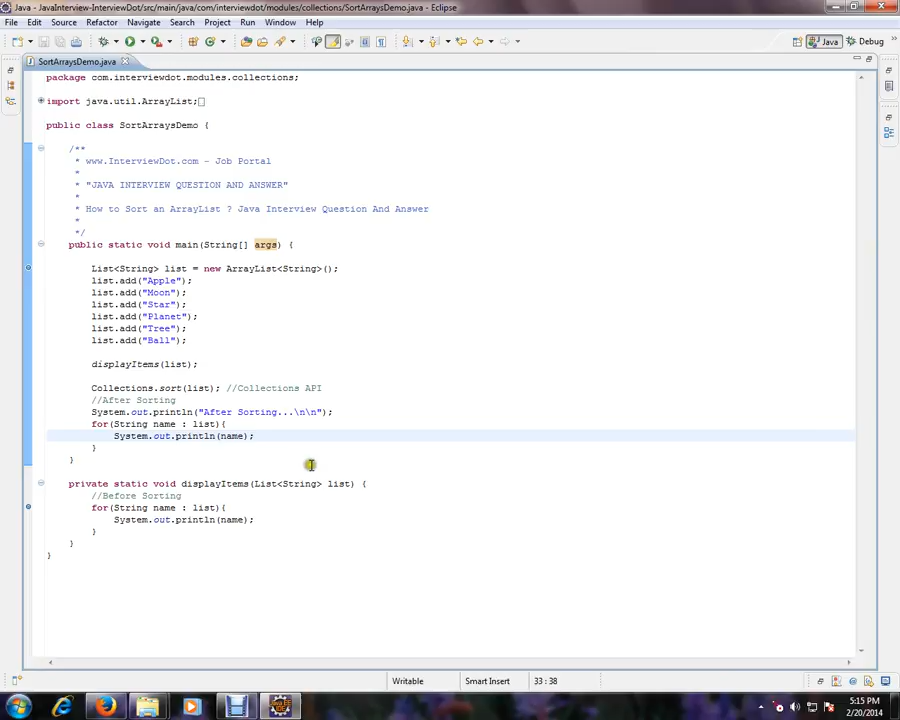 Java - JavaInterview-InterviewDot/src/main/java/com/interviewdot/modules/collections/SortArraysDemo.java - Eclipse
File Edit Source Refactor Navigate Search Project Run Window Help
Java Debug
SortArraysDemo.java
package com.interviewdot.modules.collections;
import java.util.ArrayList;
public class SortArraysDemo {
/**
* www.InterviewDot.com - Job Portal
*
* "JAVA INTERVIEW QUESTION AND ANSWER"
*
* How to Sort an ArrayList ? Java Interview Question And Answer
*
*/
public static void main(String[] args) {
List<String> list = new ArrayList<String>();
list.add("Apple");
list.add("Moon");
list.add("Star");
list.add("Planet");
list.add("Tree");
list.add("Ball");
displayItems(list);
Collections.sort(list); //Collections API
//After Sorting
System.out.println("After Sorting...\n\n");
for(String name : list){
System.out.println(name);
}
}
private static void displayItems(List<String> list) {
//Before Sorting
for(String name : list){
System.out.println(name);
}
}
}
Writable Smart Insert 33 : 38
5:15 PM
2/20/2014